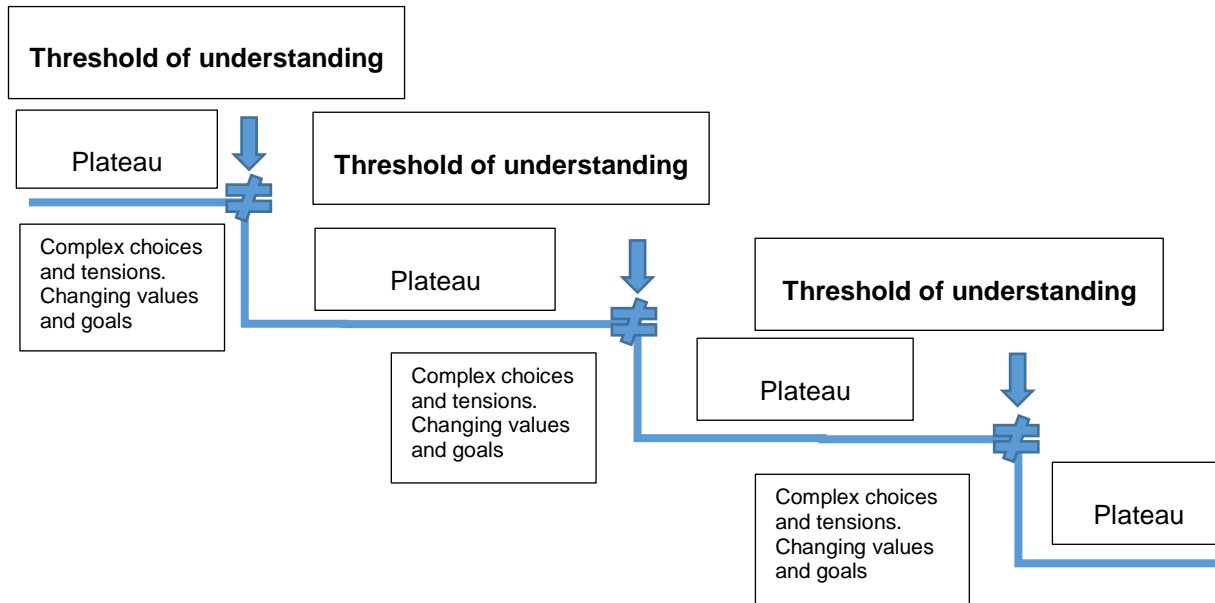 Threshold of understanding
Plateau
Complex choices
and tensions.
Changing values
and goals
Threshold of understanding
Plateau
Complex choices
and tensions.
Changing values
and goals
Threshold of understanding
Plateau
Complex choices
and tensions.
Changing values
and goals
Plateau